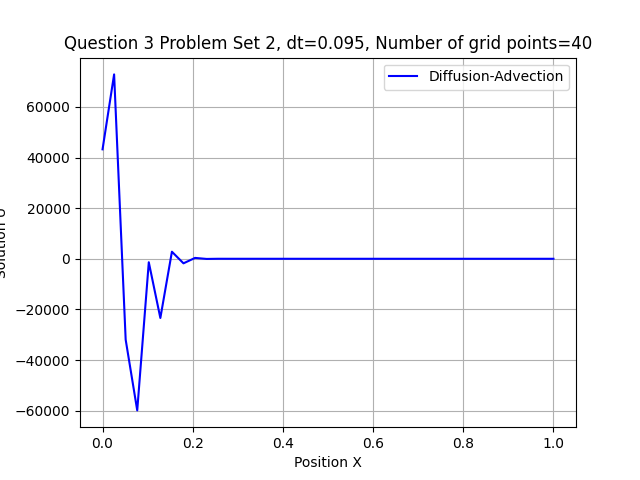 Question 3 Problem Set 2, dt=0.095, Number of grid points=40
Diffusion-Advection
60000
40000
20000
0
−20000
−40000
−60000
0.0 0.2 0.4 0.6 0.8 1.0
Position X